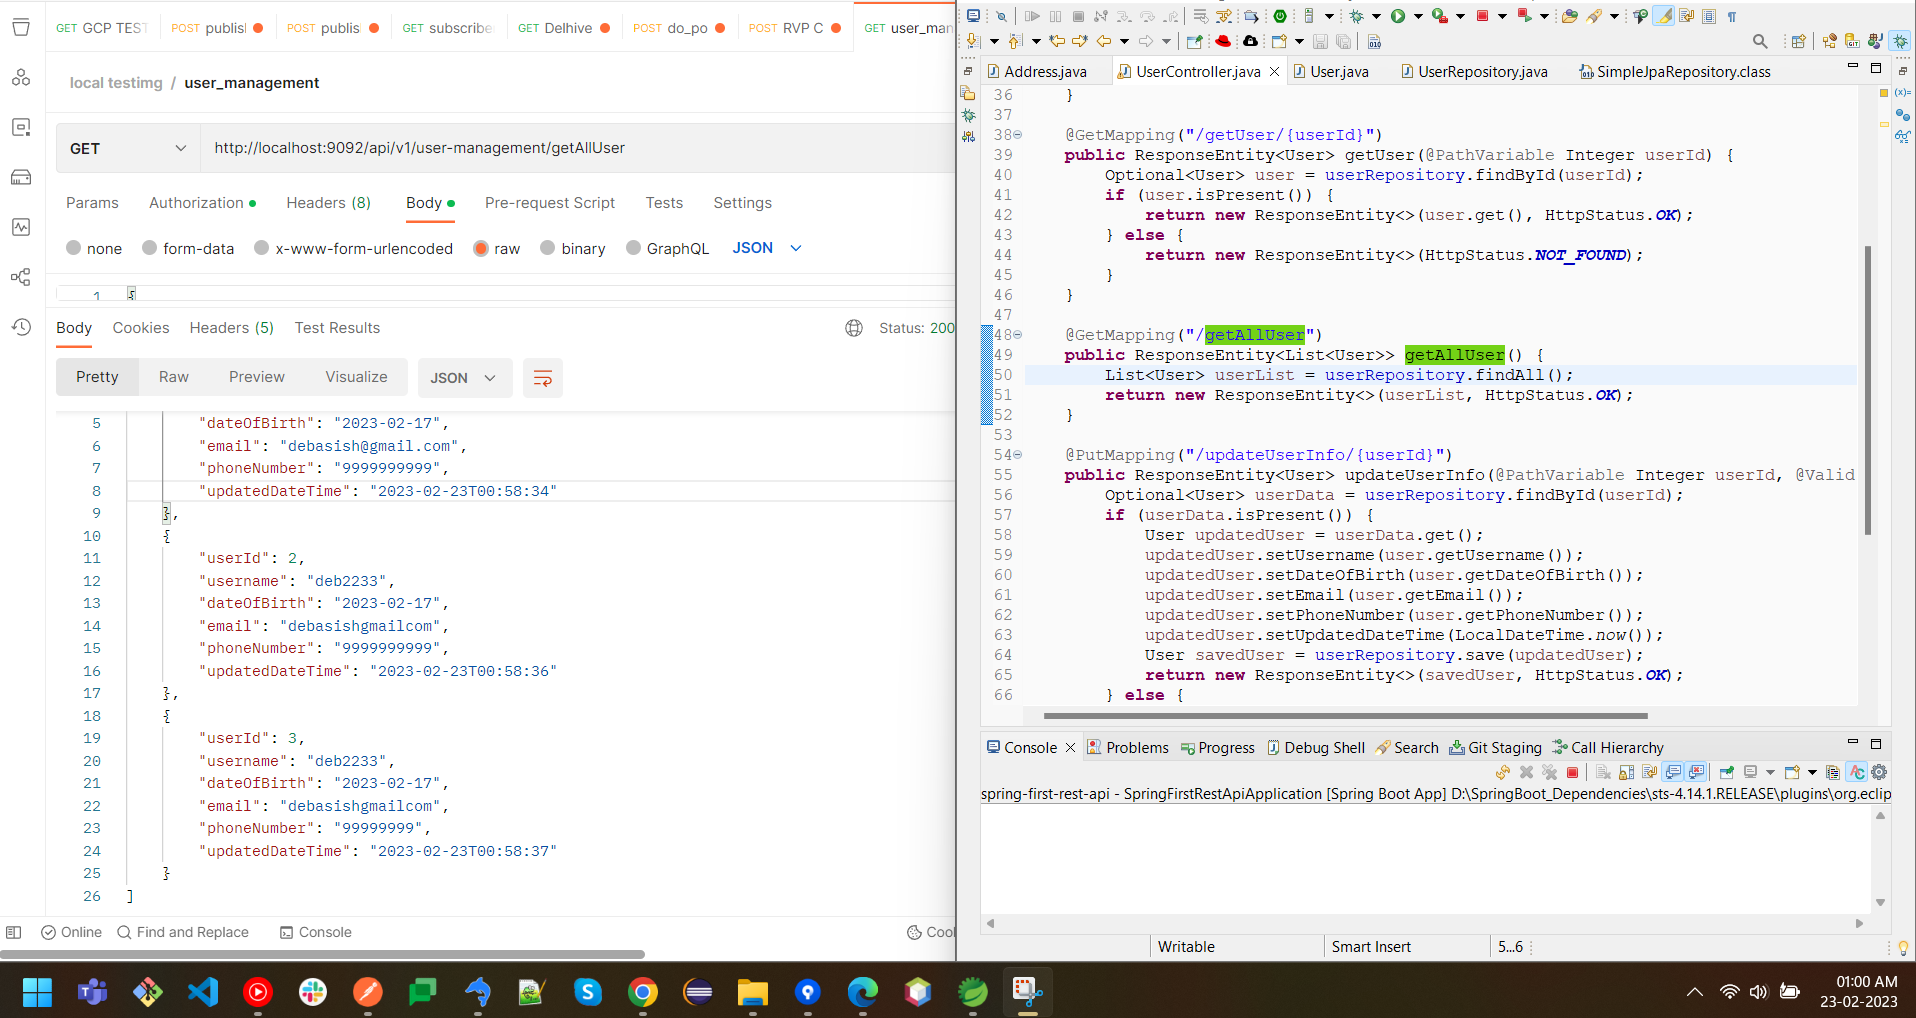 GET GCP TEST
POST publish
POST publish
GET subscribe
GET Delhive
POST do_po
POST RVP C
GET user_man
local testimg / user_management
GET
http://localhost:9092/api/v1/user-management/getAllUser
Params Authorization Headers (8) Body Pre-request Script Tests Settings
none form-data x-www-form-urlencoded raw binary GraphQL JSON
1 {
Body Cookies Headers (5) Test Results Status: 200
Pretty Raw Preview Visualize JSON
5 "dateOfBirth": "2023-02-17",
6 "email": "debasish@gmail.com",
7 "phoneNumber": "9999999999",
8 "updatedDateTime": "2023-02-23T00:58:34"
9 },
10 {
11 "userId": 2,
12 "username": "deb2233",
13 "dateOfBirth": "2023-02-17",
14 "email": "debasishgmailcom",
15 "phoneNumber": "9999999999",
16 "updatedDateTime": "2023-02-23T00:58:36"
17 },
18 {
19 "userId": 3,
20 "username": "deb2233",
21 "dateOfBirth": "2023-02-17",
22 "email": "debasishgmailcom",
23 "phoneNumber": "99999999",
24 "updatedDateTime": "2023-02-23T00:58:37"
25 }
26 ]
Online Find and Replace Console Cool
Address.java UserController.java User.java UserRepository.java SimpleJpaRepository.class
36 }
37
38 @GetMapping("/getUser/{userId}")
39 public ResponseEntity<User> getUser(@PathVariable Integer userId) {
40 Optional<User> user = userRepository.findById(userId);
41 if (user.isPresent()) {
42 return new ResponseEntity<>(user.get(), HttpStatus.OK);
43 } else {
44 return new ResponseEntity<>(HttpStatus.NOT_FOUND);
45 }
46 }
47
48 @GetMapping("/getAllUser")
49 public ResponseEntity<List<User>> getAllUser() {
50 List<User> userList = userRepository.findAll();
51 return new ResponseEntity<>(userList, HttpStatus.OK);
52 }
53
54 @PutMapping("/updateUserInfo/{userId}")
55 public ResponseEntity<User> updateUserInfo(@PathVariable Integer userId, @Valid
56 Optional<User> userData = userRepository.findById(userId);
57 if (userData.isPresent()) {
58 User updatedUser = userData.get();
59 updatedUser.setUsername(user.getUsername());
60 updatedUser.setDateOfBirth(user.getDateOfBirth());
61 updatedUser.setEmail(user.getEmail());
62 updatedUser.setPhoneNumber(user.getPhoneNumber());
63 updatedUser.setUpdatedDateTime(LocalDateTime.now());
64 User savedUser = userRepository.save(updatedUser);
65 return new ResponseEntity<>(savedUser, HttpStatus.OK);
66 } else {
Console Problems Progress Debug Shell Search Git Staging Call Hierarchy
spring-first-rest-api - SpringFirstRestApiApplication [Spring Boot App] D:\SpringBoot_Dependencies\sts-4.14.1.RELEASE\plugins\org.eclip
Writable Smart Insert 5...6
01:00 AM
23-02-2023